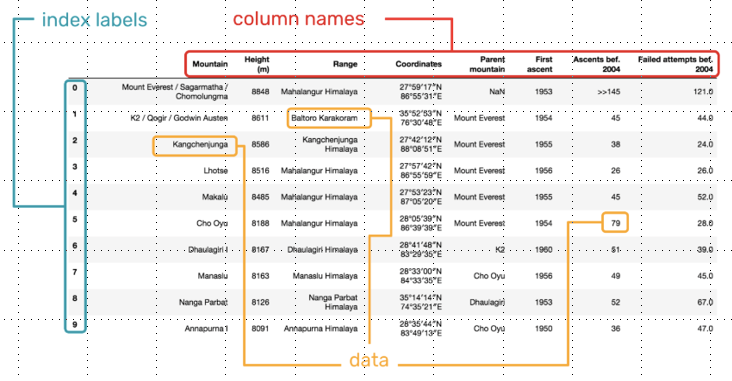 index labels
column names
Mountain Height (m) Range Coordinates Parent mountain First ascent Ascents bef. 2004 Failed attempts bef. 2004
0 Mount Everest / Sagarmatha / Chomolungma 8848 Mahalangur Himalaya 27°59′17″N 86°55′31″E NaN 1953 >>145 121.0
1 K2 / Qogir / Godwin Austen 8611 Baltoro Karakoram 35°52′53″N 76°30′48″E Mount Everest 1954 45 44.0
2 Kangchenjunga 8586 Kangchenjunga Himalaya 27°42′12″N 88°08′51″E Mount Everest 1955 38 24.0
3 Lhotse 8516 Mahalangur Himalaya 27°57′42″N 86°55′59″E Mount Everest 1956 26 26.0
4 Makalu 8485 Mahalangur Himalaya 27°53′23″N 87°05′20″E Mount Everest 1955 45 52.0
5 Cho Oyu 8188 Mahalangur Himalaya 28°05′39″N 86°39′39″E Mount Everest 1954 79 28.0
6 Dhaulagiri I 8167 Dhaulagiri Himalaya 28°41′48″N 83°29′35″E K2 1960 51 39.0
7 Manaslu 8163 Manaslu Himalaya 28°33′00″N 84°33′35″E Cho Oyu 1956 49 45.0
8 Nanga Parbat 8126 Nanga Parbat Himalaya 35°14′14″N 74°35′21″E Dhaulagiri 1953 52 67.0
9 Annapurna I 8091 Annapurna Himalaya 28°35′44″N 83°49′13″E Cho Oyu 1950 36 47.0
data